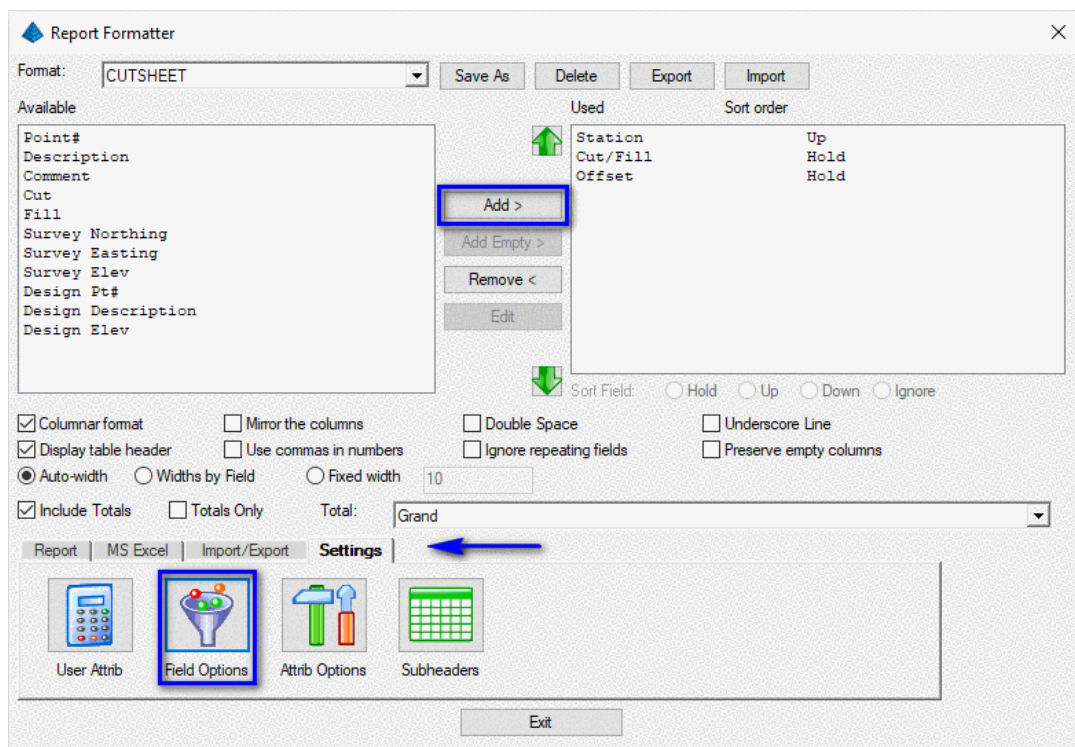 Report Formatter
Format: CUTSHEET Save As Delete Export Import
Available Used Sort order
Point#
Description
Comment
Cut
Fill
Survey Northing
Survey Easting
Survey Elev
Design Pt#
Design Description
Design Elev
Add >
Add Empty >
Remove <
Edit
Station Up
Cut/Fill Hold
Offset Hold
Sort Field: Hold Up Down Ignore
Columnar format Mirror the columns Double Space Underscore Line
Display table header Use commas in numbers Ignore repeating fields Preserve empty columns
Auto-width Widths by Field Fixed width 10
Include Totals Totals Only Total: Grand
Report MS Excel Import/Export Settings
User Attrib Field Options Attrib Options Subheaders
Exit